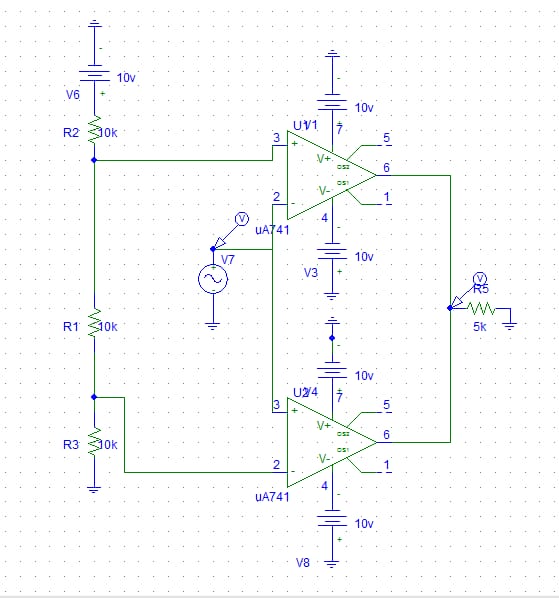 -
10v
V6
+
R2
10k
-
10v
+
U1
V1
7
3
+
5
V+
OS2
6
OS1
2
-
V-
1
uA741
4
-
V
V7
+
-
10v
V3
+
V
R5
5k
R1
10k
-
10v
+
U2
V4
7
3
+
5
V+
OS2
6
OS1
R3
10k
2
-
V-
1
uA741
4
-
10v
+
V8